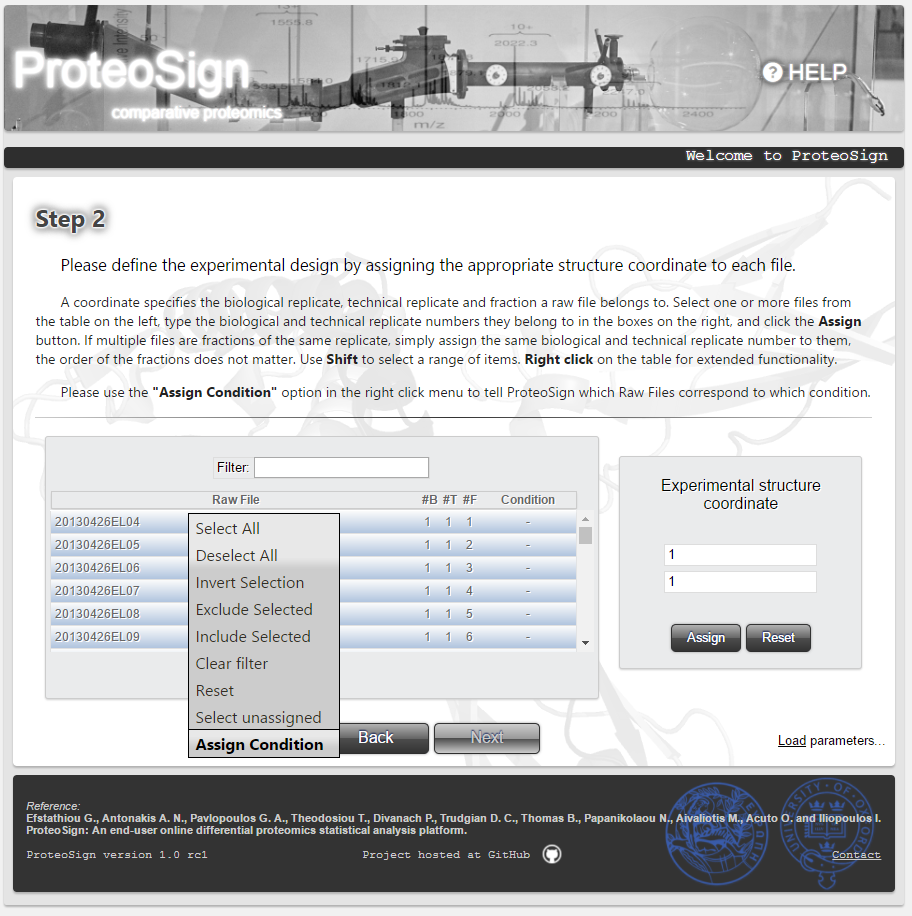 1555.8
10+
2022.3
ProteoSign
HELP
comparative proteomics
m/z
2000
2200
2400
Welcome to ProteoSign
Step 2
Please define the experimental design by assigning the appropriate structure coordinate to each file.
A coordinate specifies the biological replicate, technical replicate and fraction a raw file belongs to. Select one or more files from
the table on the left, type the biological and technical replicate numbers they belong to in the boxes on the right, and click the Assign
button. If multiple files are fractions of the same replicate, simply assign the same biological and technical replicate number to them,
the order of the fractions does not matter. Use Shift to select a range of items. Right click on the table for extended functionality.
Please use the "Assign Condition" option in the right click menu to tell ProteoSign which Raw Files correspond to which condition.
Filter:
Raw File #B #T #F Condition
20130426EL04 1 1 1 -
20130426EL05 1 1 2 -
20130426EL06 1 1 3 -
20130426EL07 1 1 4 -
20130426EL08 1 1 5 -
20130426EL09 1 1 6 -
Select All
Deselect All
Invert Selection
Exclude Selected
Include Selected
Clear filter
Reset
Select unassigned
Assign Condition
Experimental structure
coordinate
1
1
Assign Reset
Back Next
Load parameters...
Reference:
Efstathiou G., Antonakis A. N., Pavlopoulos G. A., Theodosiou T., Divanach P., Trudgian D. C., Thomas B., Papanikolaou N., Aivaliotis M., Acuto O. and Iliopoulos I.
ProteoSign: An end-user online differential proteomics statistical analysis platform.
UNIVERSITY OF OXFORD
ProteoSign version 1.0 rc1 Project hosted at GitHub Contact